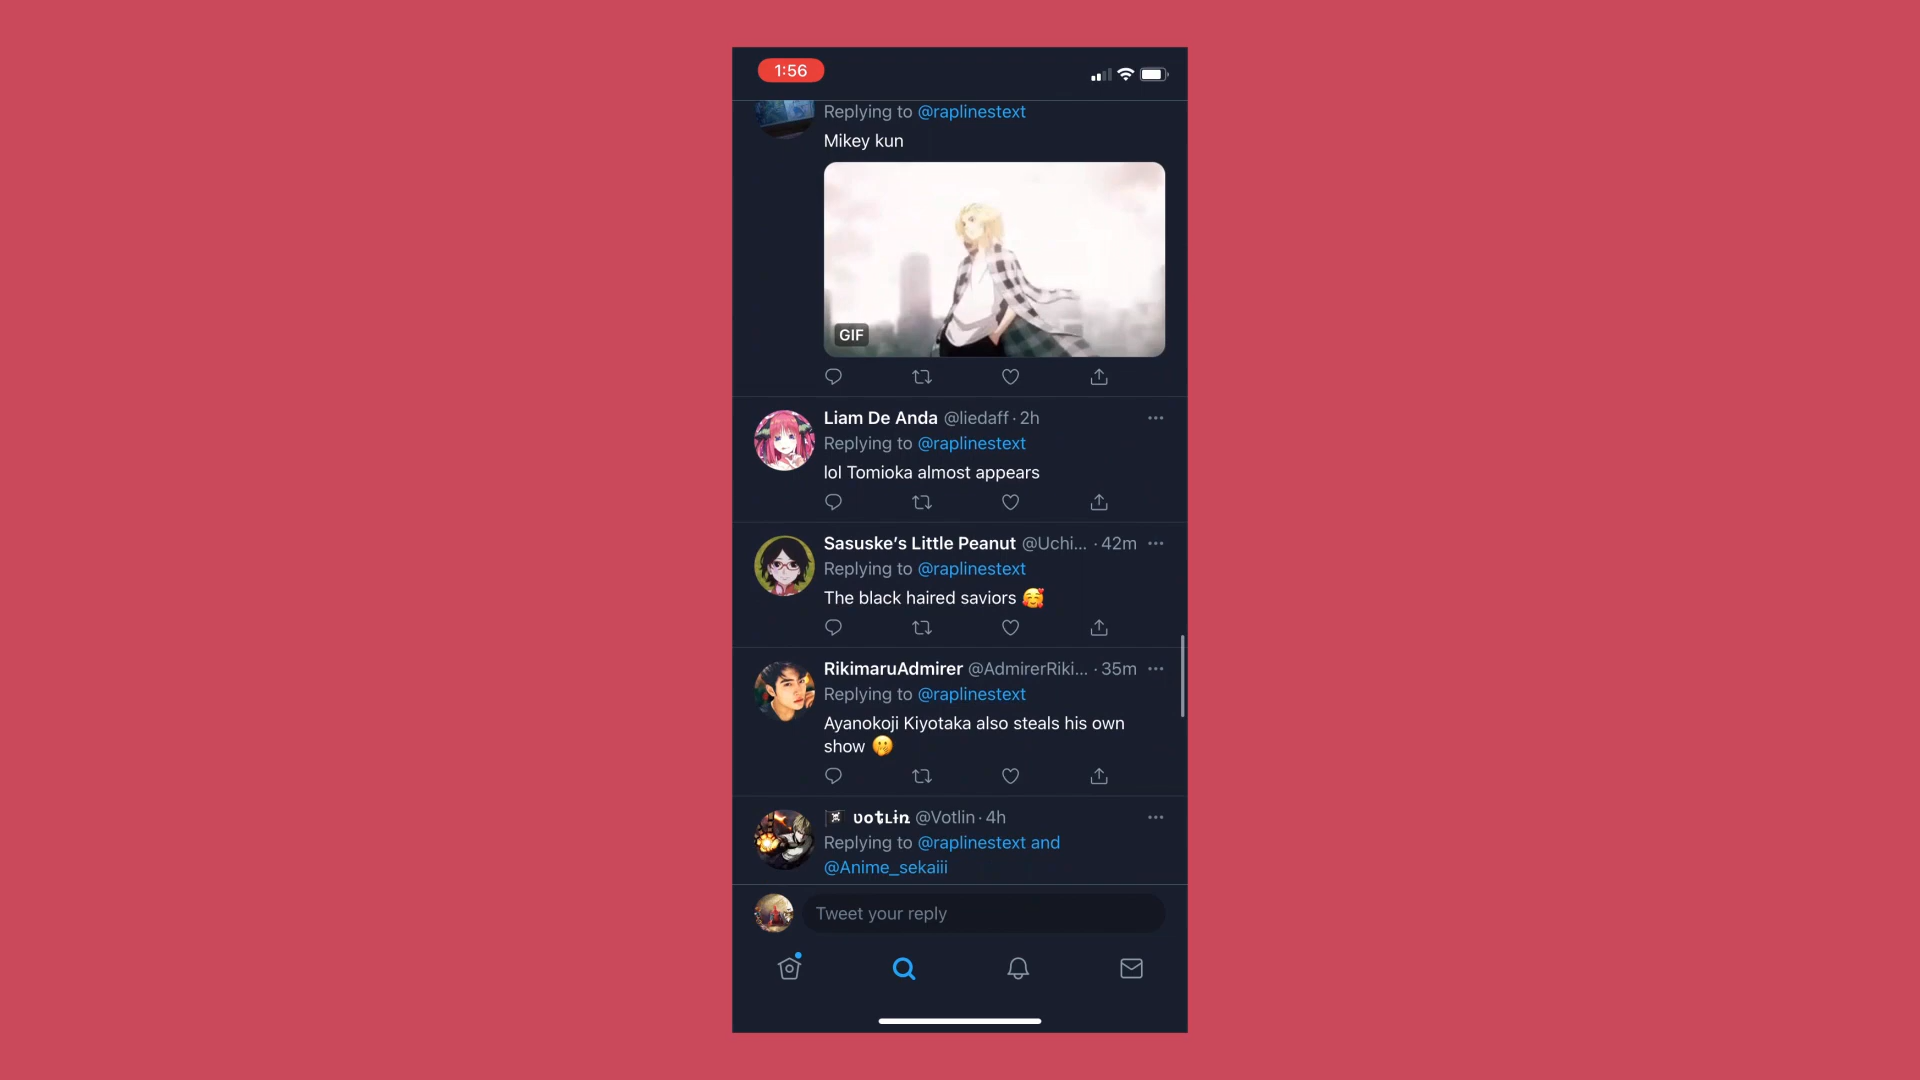 1:56
Replying to @raplinestext
Mikey kun
GIF
Liam De Anda @liedaff · 2h
Replying to @raplinestext
lol Tomioka almost appears
Sasuske’s Little Peanut @Uchi... · 42m
Replying to @raplinestext
The black haired saviors 🥰
RikimaruAdmirer @AdmirerRiki... · 35m
Replying to @raplinestext
Ayanokoji Kiyotaka also steals his own
show 🤭
🏴‍☠️ ʋotʟɨn @Votlin · 4h
Replying to @raplinestext and
@Anime_sekaiii
Tweet your reply